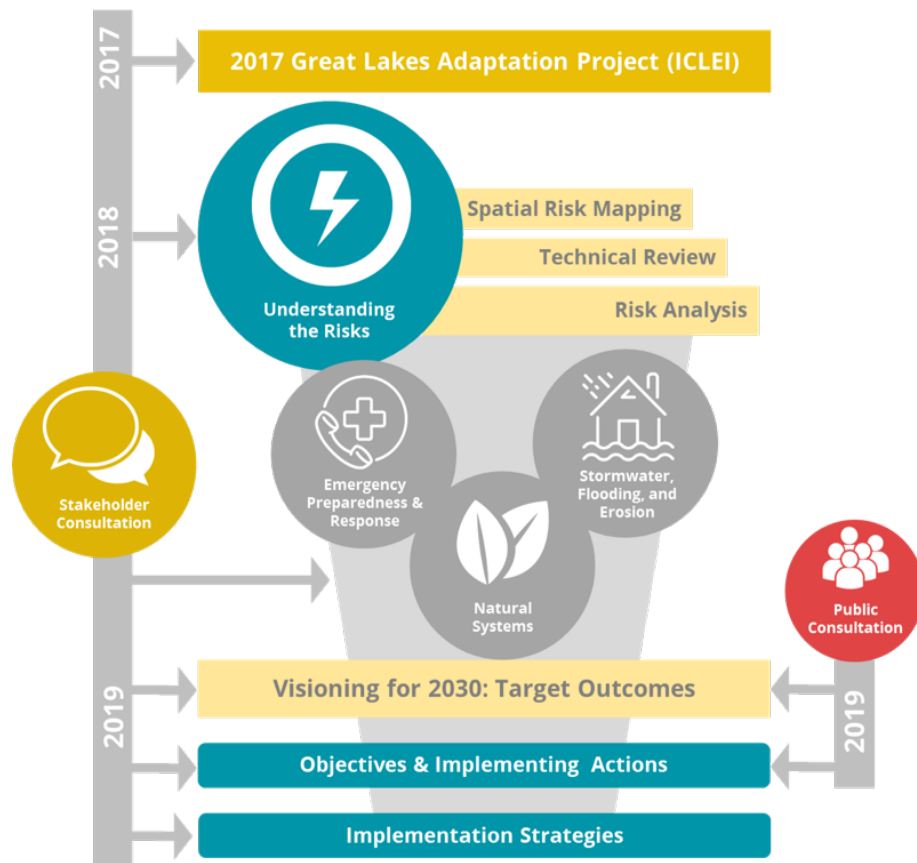 2017
2017 Great Lakes Adaptation Project (ICLEI)
2018
Understanding
the Risks
Spatial Risk Mapping
Technical Review
Risk Analysis
Stakeholder
Consultation
Emergency
Preparedness &
Response
Stormwater,
Flooding, and
Erosion
Natural
Systems
Public
Consultation
2019
Visioning for 2030: Target Outcomes
2019
Objectives & Implementing Actions
Implementation Strategies